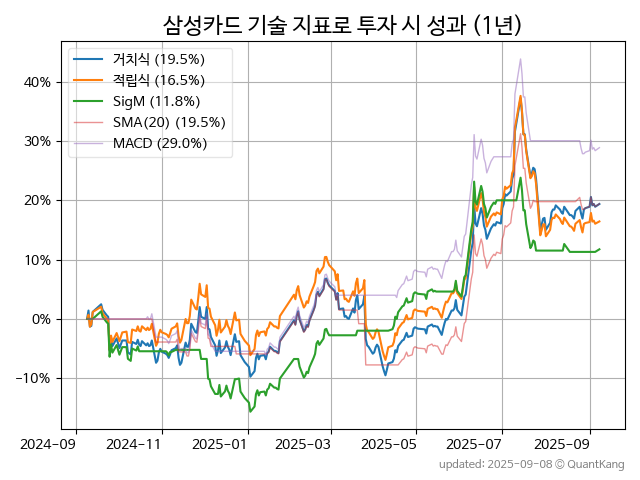 삼성카드 기술 지표로 투자 시 성과 (1년)
거치식 (19.5%)
적립식 (16.5%)
SigM (11.8%)
SMA(20) (19.5%)
MACD (29.0%)
40%
30%
20%
10%
0%
−10%
2024-09
2024-11
2025-01
2025-03
2025-05
2025-07
2025-09
updated: 2025-09-08 © QuantKang